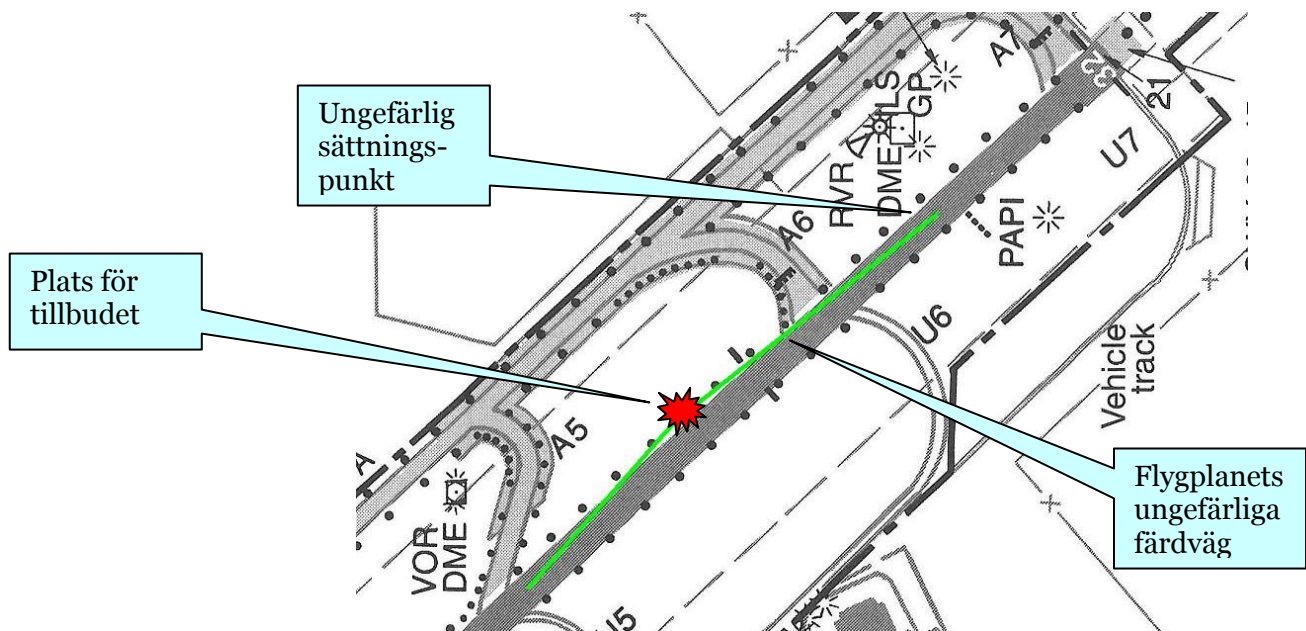 Ungefärlig
sättnings-
punkt
Plats för
tillbudet
Flygplanets
ungefärliga
färdväg
A7
ILS
GP
RVR
DME
A6
PAPI
21
U7
U6
Vehicle
track
A5
A
VOR
DME